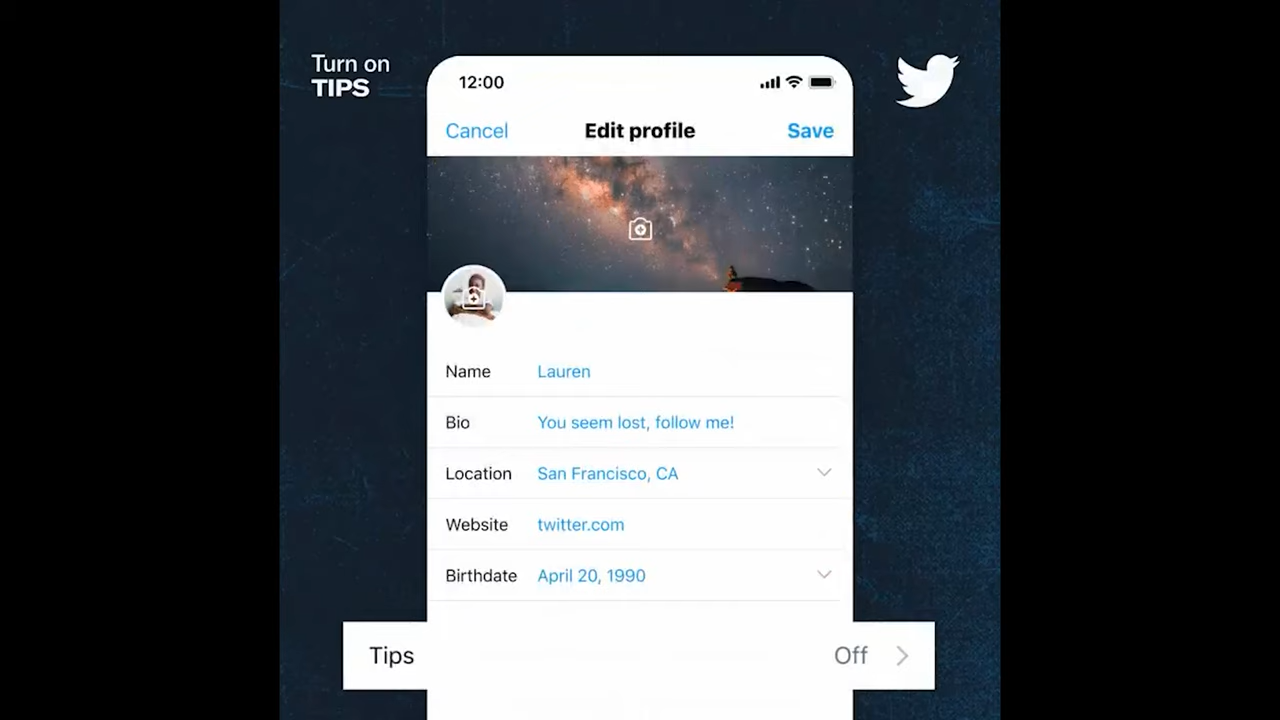 Turn on
TIPS
12:00
Cancel Edit profile Save
Name Lauren
Bio You seem lost, follow me!
Location San Francisco, CA
Website twitter.com
Birthdate April 20, 1990
Tips Off